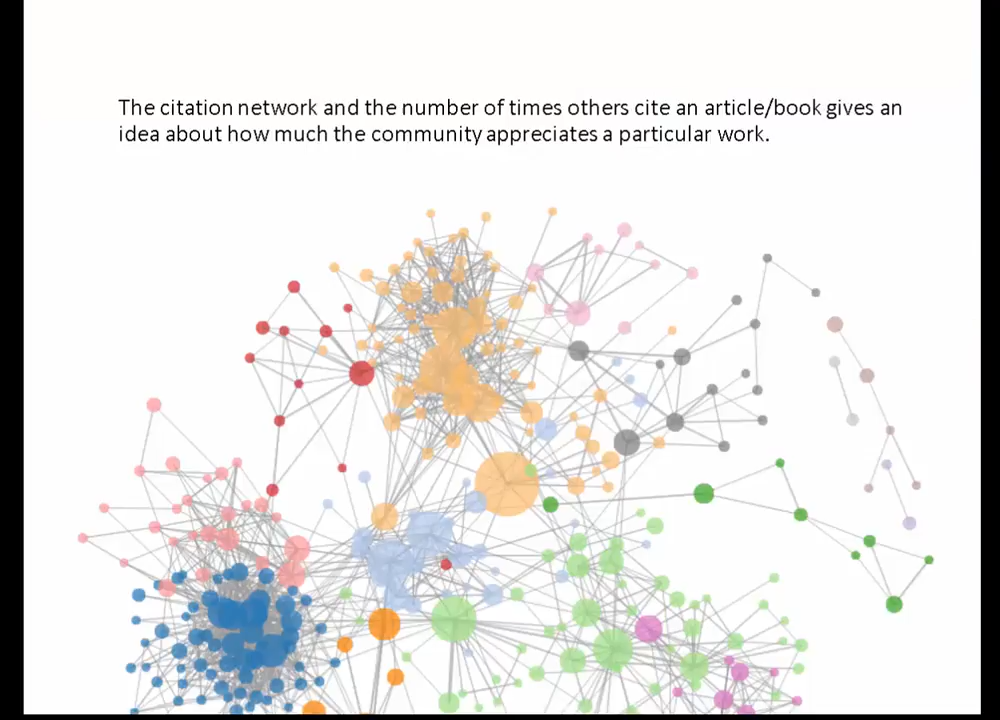 The citation network and the number of times others cite an article/book gives an
idea about how much the community appreciates a particular work.